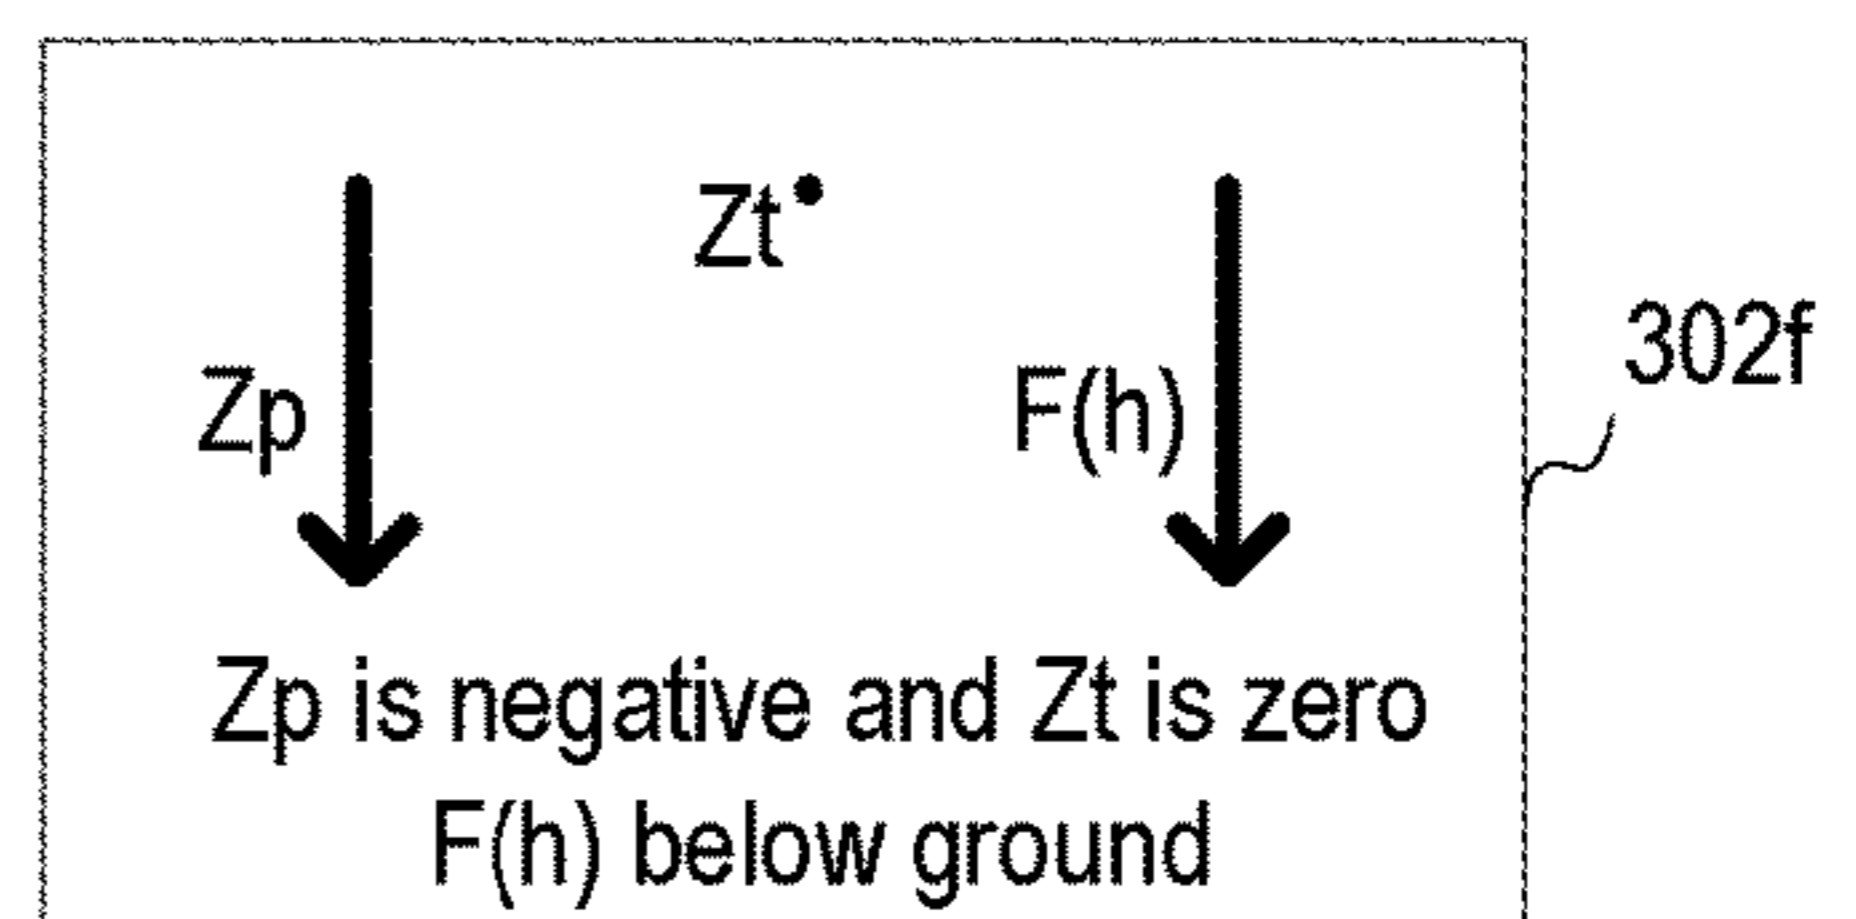 Zt
302f
Zp
F(h)
Zp is negative and Zt is zero
F(h) below ground